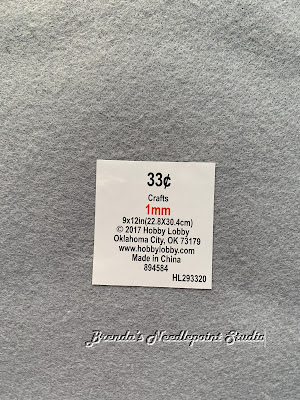 33¢
Crafts
1mm
9x12in(22.8X30.4cm)
© 2017 Hobby Lobby
Oklahoma City, OK 73179
www.hobbylobby.com
Made in China
894584
HL293320
Brenda's Needlepoint Studio